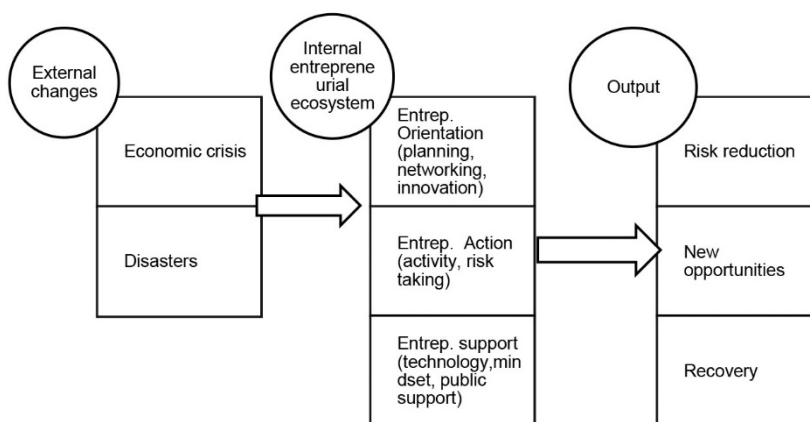 External
changes
Economic crisis
Disasters
Internal
entreprene
urial
ecosystem
Entrep.
Orientation
(planning,
networking,
innovation)
Entrep. Action
(activity, risk
taking)
Entrep. support
(technology,min
dset, public
support)
Output
Risk reduction
New
opportunities
Recovery